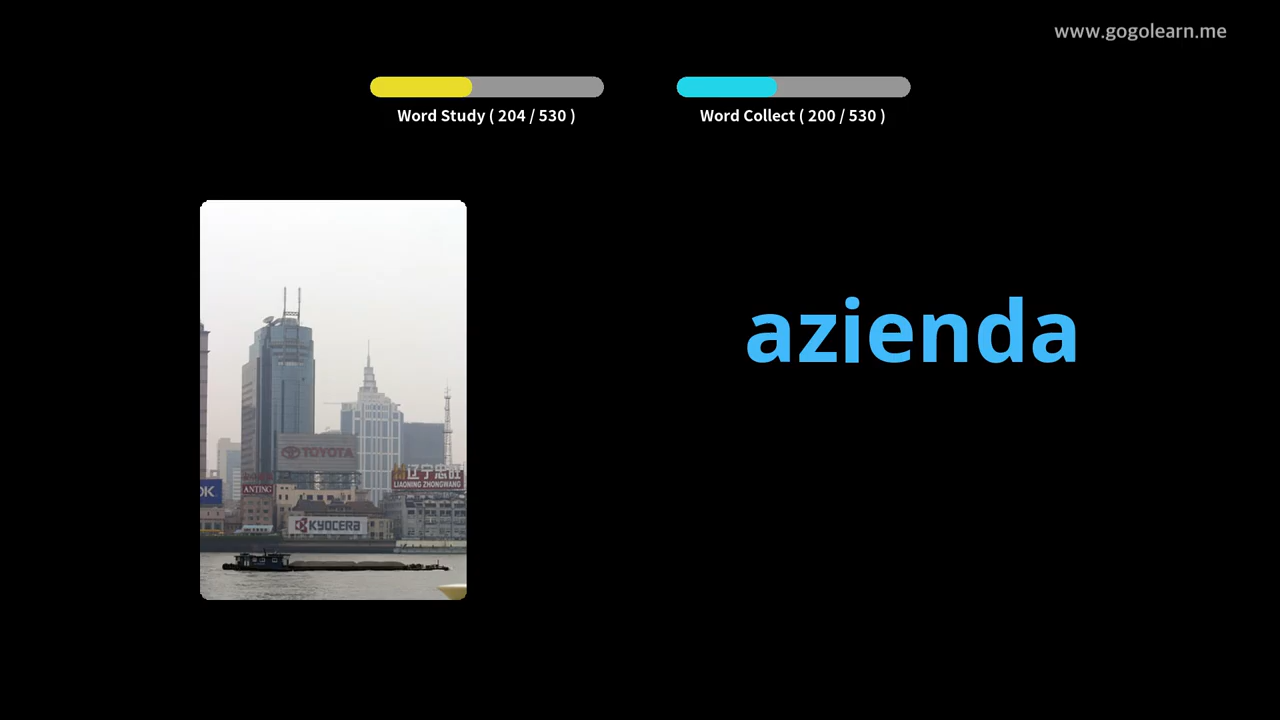 www.gogolearn.me
Word Study ( 204 / 530 )
Word Collect ( 200 / 530 )
azienda
TOYOTA
辽宁忠旺
LIAONING ZHONGWANG
OK
ANTING
KYOCERA